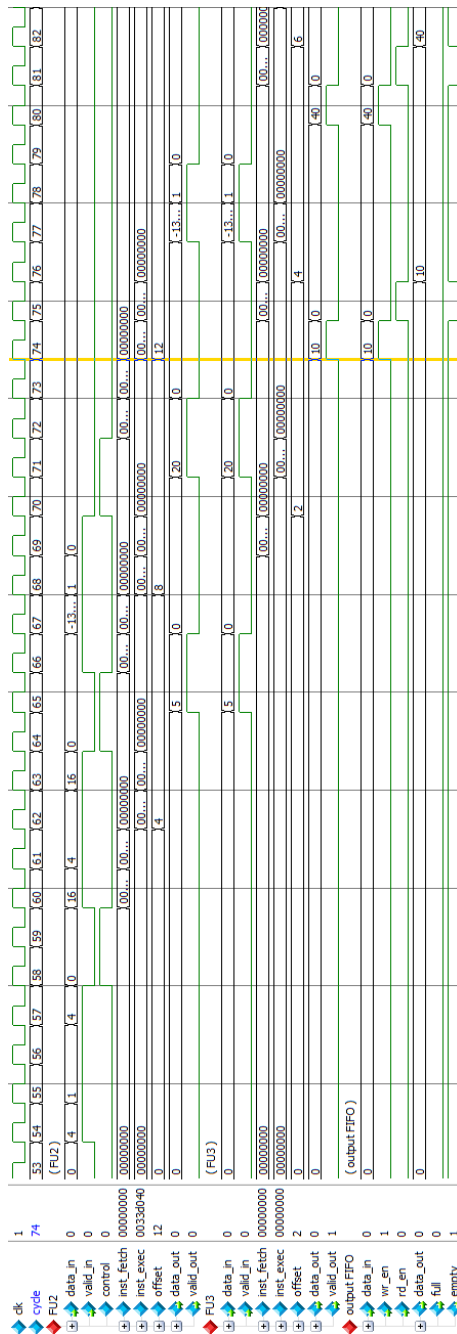 clk 1
cycle 74 53 54 55 56 57 58 59 60 61 62 63 64 65 66 67 68 69 70 71 72 73 74 75 76 77 78 79 80 81 82
FU2 ( FU2 )
data_in 0 0 4 1 4 0 16 4 16 0 -13... 1 0
valid_in 0
control 0
inst_fetch 00000000 00000000 00... 00... 00000000 00... 00... 00000000 00... 00... 00000000
inst_exec 0033d040 00000000 00... 00... 00000000 00... 00... 00000000 00... 00... 00000000
offset 12 0 4 8 12
data_out 0 0 5 0 20 0 -13... 1 0
valid_out 0
FU3 ( FU3 )
data_in 0 0 5 0 20 0 -13... 1 0
valid_in 0
inst_fetch 00000000 00000000 00... 00000000 00... 00000000 00... 00000000
inst_exec 00000000 00000000 00... 00000000 00... 00000000
offset 2 0 2 4 6
data_out 0 0 10 0 40 0
valid_out 1
output FIFO ( output FIFO )
data_in 0 0 10 0 40 0
wr_en 1
rd_en 0
data_out 0 0 10 40
full 0
empty 1